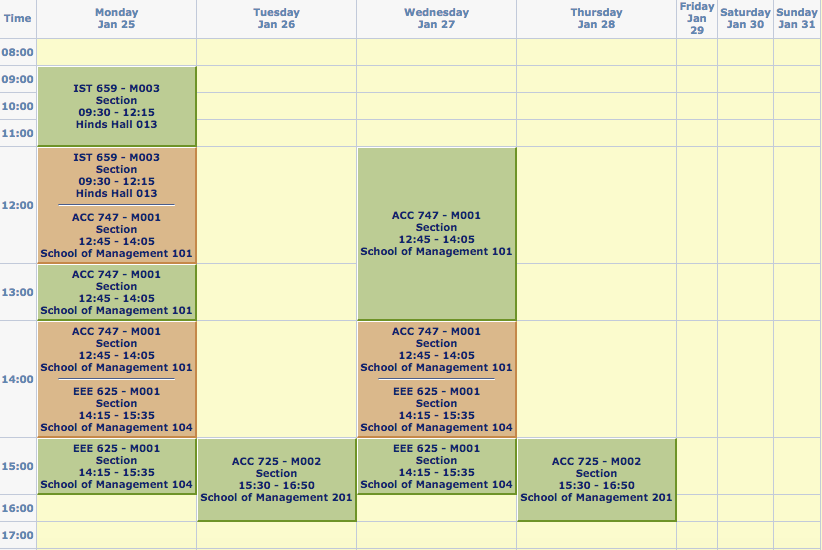 Time
Monday
Jan 25
Tuesday
Jan 26
Wednesday
Jan 27
Thursday
Jan 28
Friday
Jan
29
Saturday
Jan 30
Sunday
Jan 31
08:00
09:00
IST 659 - M003
Section
09:30 - 12:15
Hinds Hall 013
10:00
11:00
12:00
IST 659 - M003
Section
09:30 - 12:15
Hinds Hall 013
ACC 747 - M001
Section
12:45 - 14:05
School of Management 101
ACC 747 - M001
Section
12:45 - 14:05
School of Management 101
13:00
ACC 747 - M001
Section
12:45 - 14:05
School of Management 101
14:00
ACC 747 - M001
Section
12:45 - 14:05
School of Management 101
EEE 625 - M001
Section
14:15 - 15:35
School of Management 104
ACC 747 - M001
Section
12:45 - 14:05
School of Management 101
EEE 625 - M001
Section
14:15 - 15:35
School of Management 104
15:00
EEE 625 - M001
Section
14:15 - 15:35
School of Management 104
ACC 725 - M002
Section
15:30 - 16:50
School of Management 201
EEE 625 - M001
Section
14:15 - 15:35
School of Management 104
ACC 725 - M002
Section
15:30 - 16:50
School of Management 201
16:00
17:00